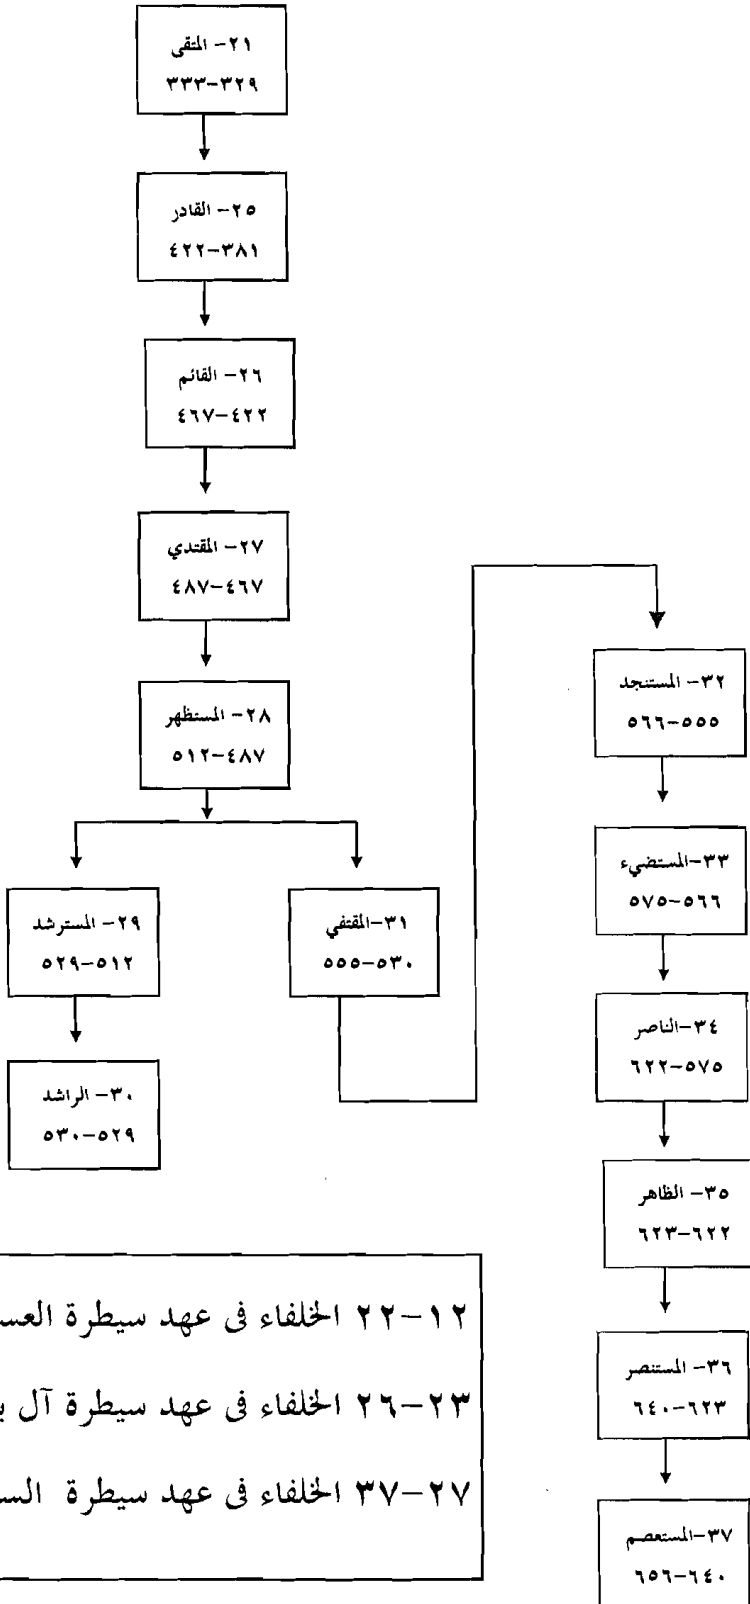 ٢١- المتقى
٣٢٩-٣٣٣
٢٥- القادر
٣٨١-٤٢٢
٢٦- القائم
٤٢٢-٤٦٧
٢٧- المقتدي
٤٦٧-٤٨٧
٢٨- المستظهر
٤٨٧-٥١٢
٢٩- المسترشد
٥١٢-٥٢٩
٣٠- الراشد
٥٢٩-٥٣٠
٣١-المقتفي
٥٣٠-٥٥٥
٣٢- المستنجد
٥٥٥-٥٦٦
٣٣-المستضيء
٥٦٦-٥٧٥
٣٤-الناصر
٥٧٥-٦٢٢
٣٥- الظاهر
٦٢٢-٦٢٣
٣٦- المستنصر
٦٢٣-٦٤٠
٣٧-المستعصم
٦٤٠-٦٥٦
١٢-٢٢ الخلفاء فى عهد سيطرة
٢٣-٢٦ الخلفاء فى عهد سيطرة آل
٢٧-٣٧ الخلفاء فى عهد سيطرة